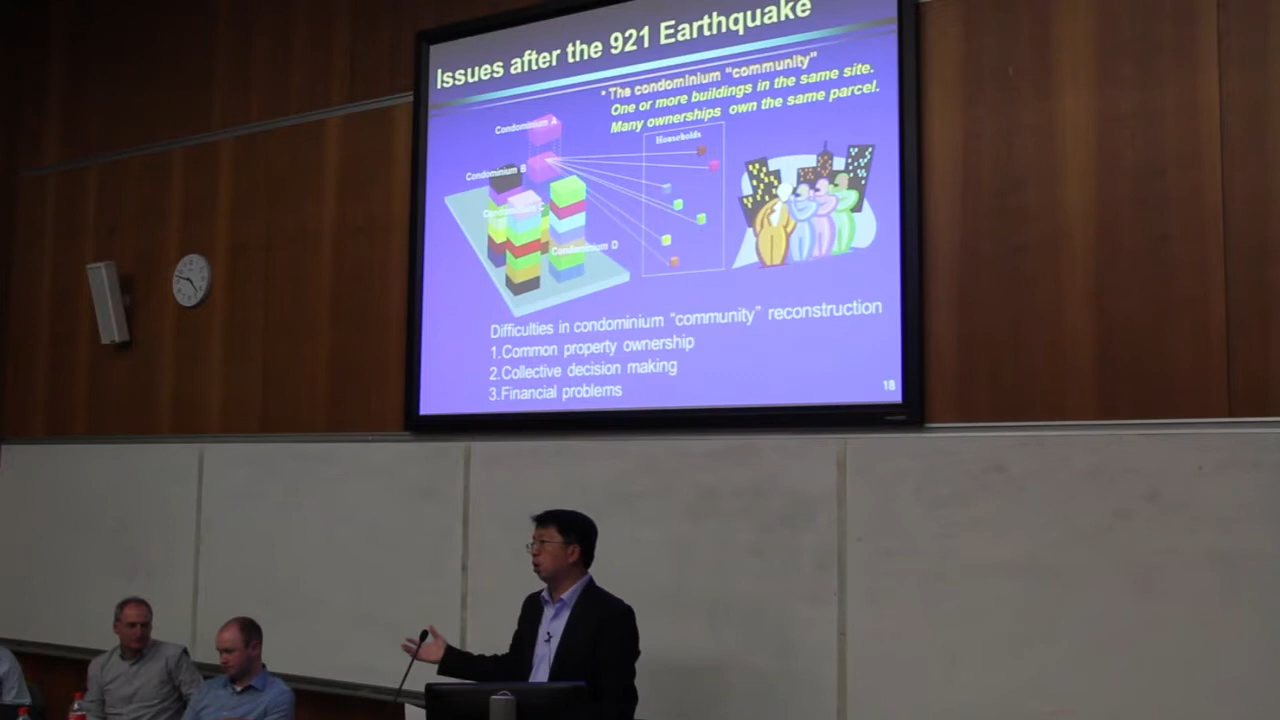 Issues after the 921 Earthquake
* The condominium "community"
One or more buildings in the same site.
Many ownerships own the same parcel.
Condominium A
Households
Condominium B
Condominium C
Condominium D
Difficulties in condominium "community" reconstruction
1.Common property ownership
2.Collective decision making
3.Financial problems
18